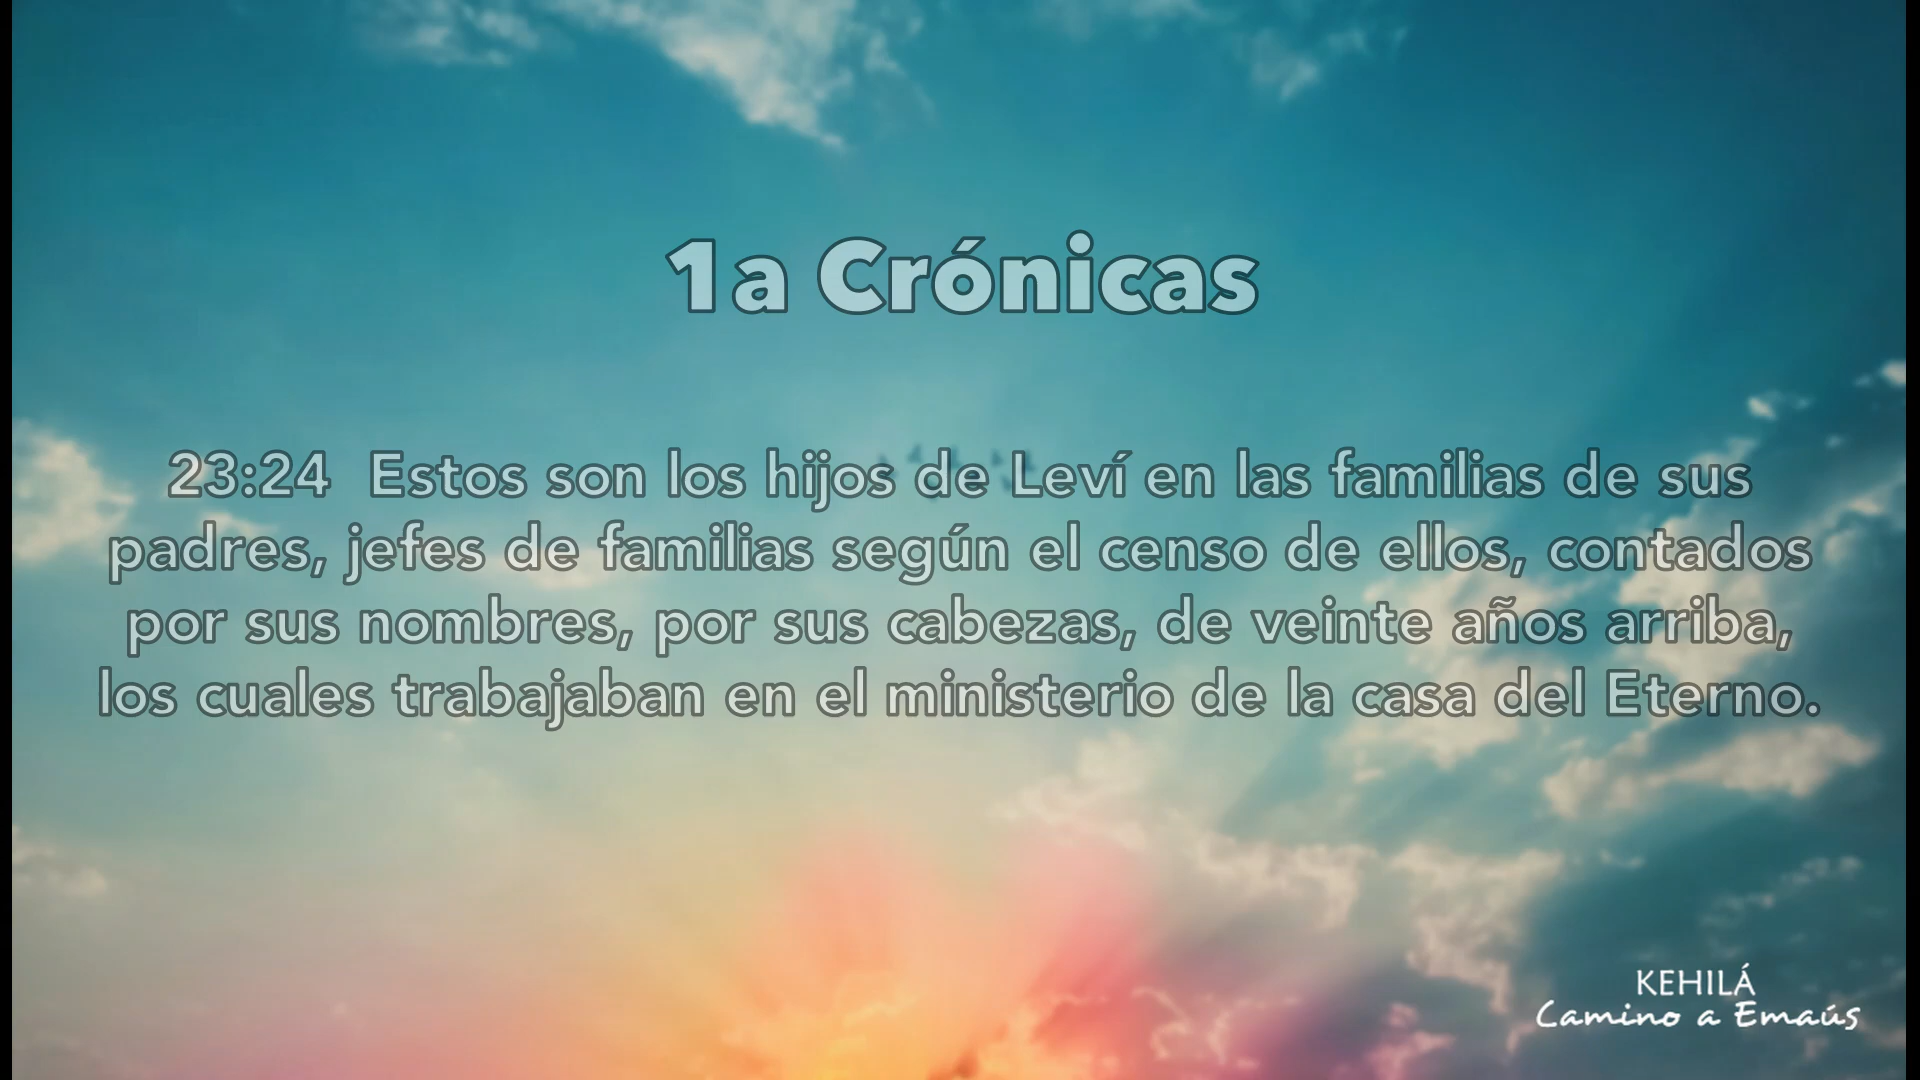 1a Crónicas
23:24 Estos son los hijos de Leví en las familias de sus
padres, jefes de familias según el censo de ellos, contados
por sus nombres, por sus cabezas, de veinte años arriba,
los cuales trabajaban en el ministerio de la casa del Eterno.
KEHILÁ
Camino a Emaús